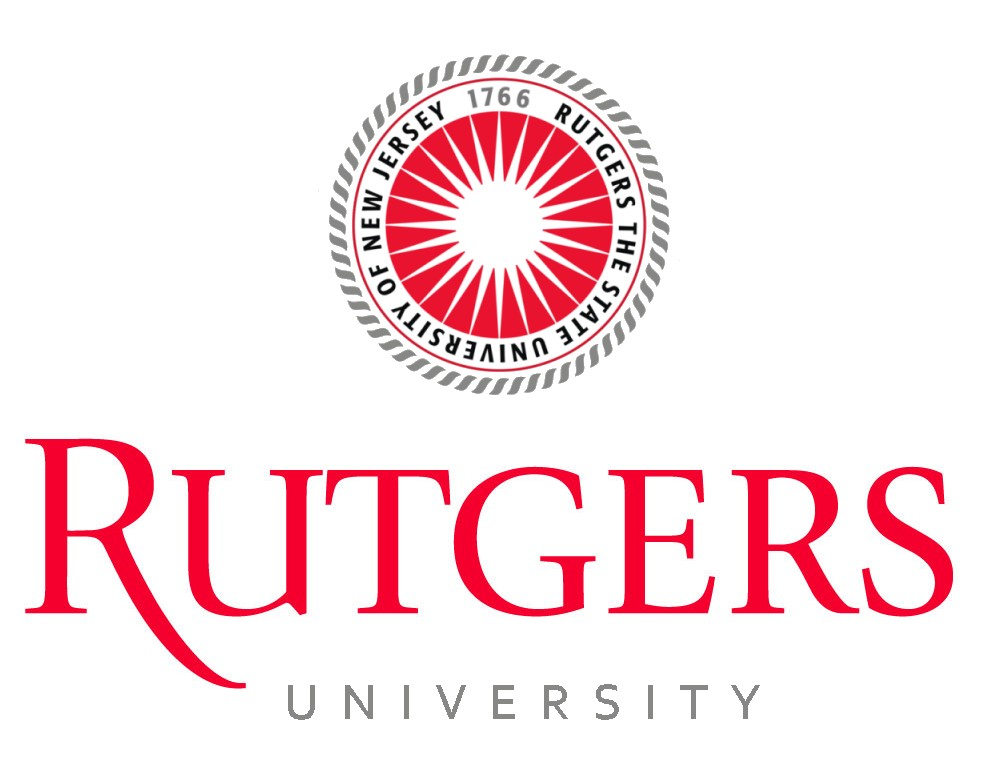 1766
RUTGERS THE STATE UNIVERSITY OF NEW JERSEY
RUTGERS
UNIVERSITY